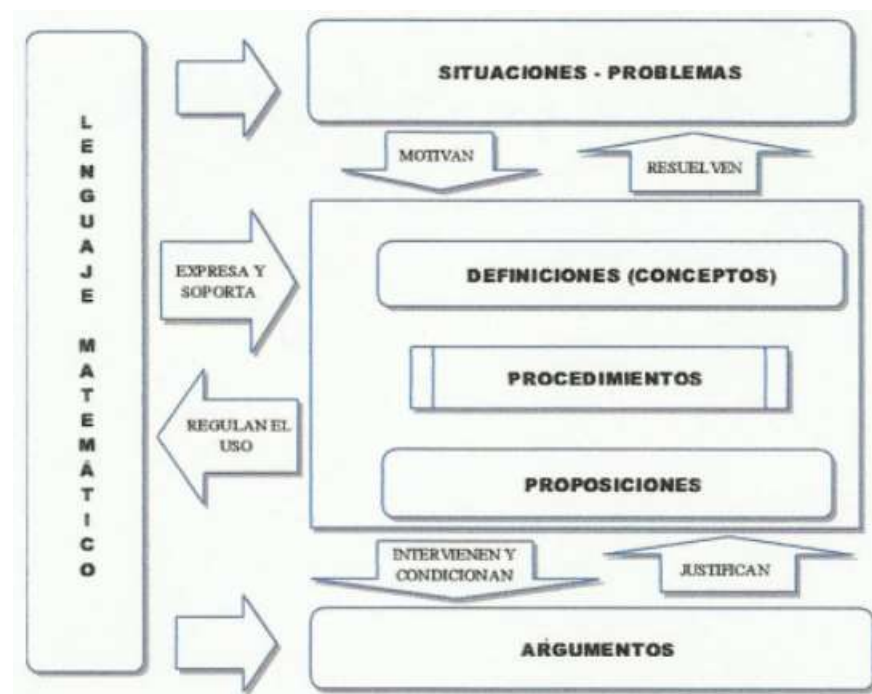 LENGUAJE MATEMÁTICO
SITUACIONES - PROBLEMAS
MOTIVAN
RESUELVEN
EXPRESA Y
SOPORTA
DEFINICIONES (CONCEPTOS)
PROCEDIMIENTOS
REGULAN EL
USO
PROPOSICIONES
INTERVIENEN Y
CONDICIONAN
JUSTIFICAN
ARGUMENTOS